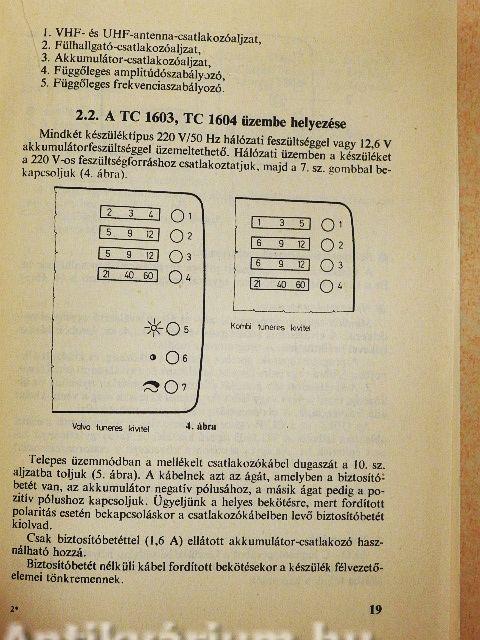 1. VHF- és UHF-antenna-csatlakozóaljzat,
2. Fülhallgató-csatlakozóaljzat,
3. Akkumulátor-csatlakozóaljzat,
4. Függőleges amplitúdószabályozó,
5. Függőleges frekvenciaszabályozó.
2.2. A TC 1603, TC 1604 üzembe helyezése
Mindkét készüléktípus 220 V/50 Hz hálózati feszültséggel vagy 12,6 V
akkumulátorfeszültséggel üzemeltethető. Hálózati üzemben a készüléket
a 220 V-os feszültségforráshoz csatlakoztatjuk, majd a 7. sz. gombbal be-
kapcsoljuk (4. ábra).
2 3 4 1
5 9 12 2
5 9 12 3
21 40 60 4
5
6
7
Valvo tuneres kivitel
1 3 5 1
6 9 12 2
6 9 12 3
21 40 60 4
Kombi tuneres kivitel
4. ábra
Telepes üzemmódban a mellékelt csatlakozókábel dugaszát a 10. sz.
aljzatba toljuk (5. ábra). A kábelnek azt az ágát, amelyben a biztosító-
betét van, az akkumulátor negatív pólusához, a másik ágat pedig a po-
zitív pólushoz kapcsoljuk. Ügyeljünk a helyes bekötésre, mert fordított
polaritás esetén bekapcsoláskor a csatlakozókábelben levő biztosítóbetét
kiolvad.
Csak biztosítóbetéttel (1,6 A) ellátott akkumulátor-csatlakozó hasz-
nálható hozzá.
Biztosítóbetét nélküli kábel fordított bekötésekor a készülék félvezető-
elemei tönkremennek.
2* 19
Antikvárium.hu